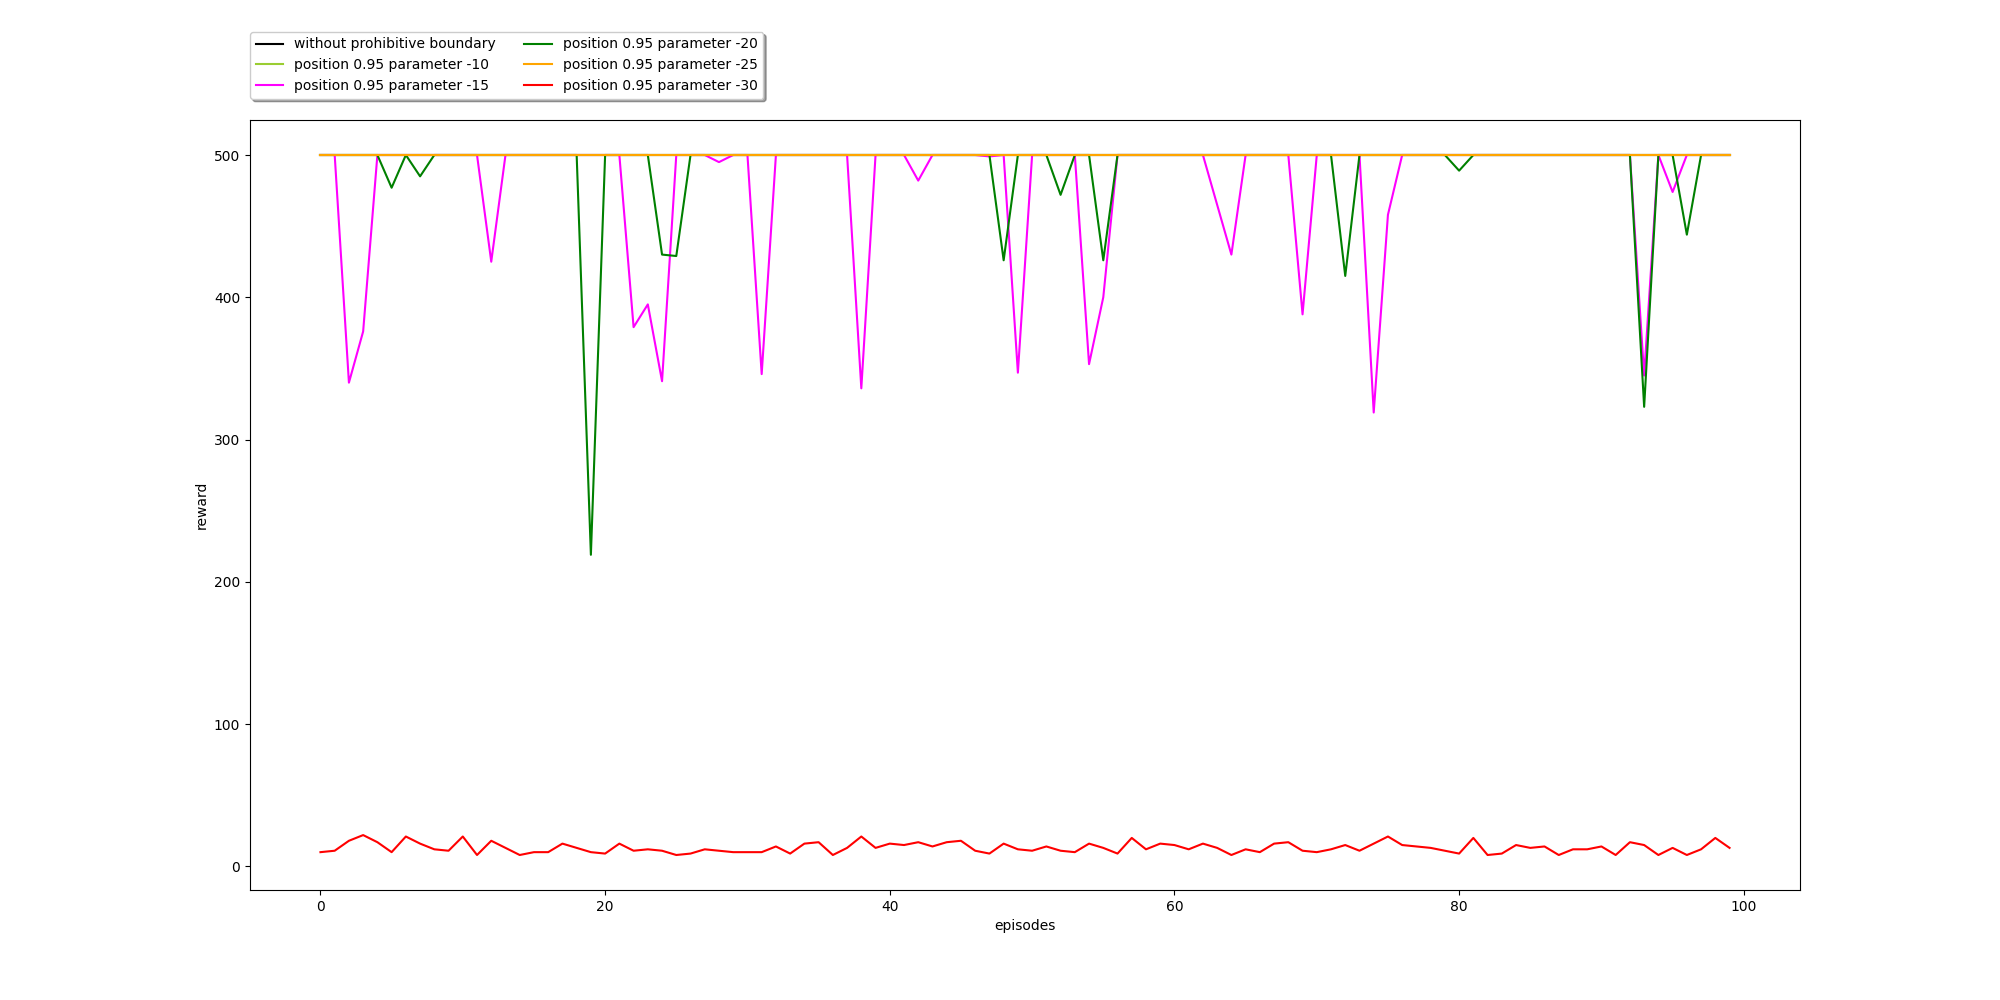 without prohibitive boundary
position 0.95 parameter -10
position 0.95 parameter -15
position 0.95 parameter -20
position 0.95 parameter -25
position 0.95 parameter -30
500
400
300
200
100
0
reward
0 20 40 60 80 100
episodes